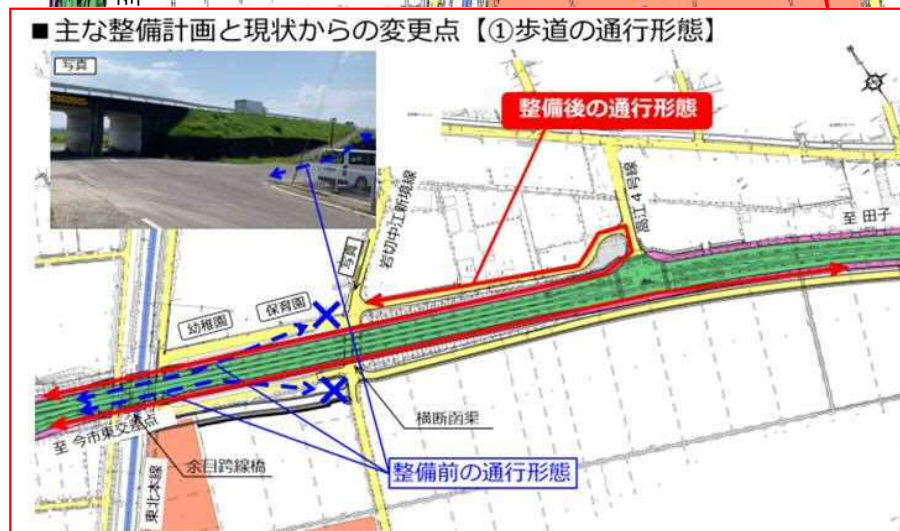 ■主な整備計画と現状からの変更点【①歩道の通行形態】
写真
整備後の通行形態
岩切中江新境線
高江４号線
至 田子
写真
保育園
幼稚園
横断函渠
至 今市東交差点
余目跨線橋
整備前の通行形態
東北本線